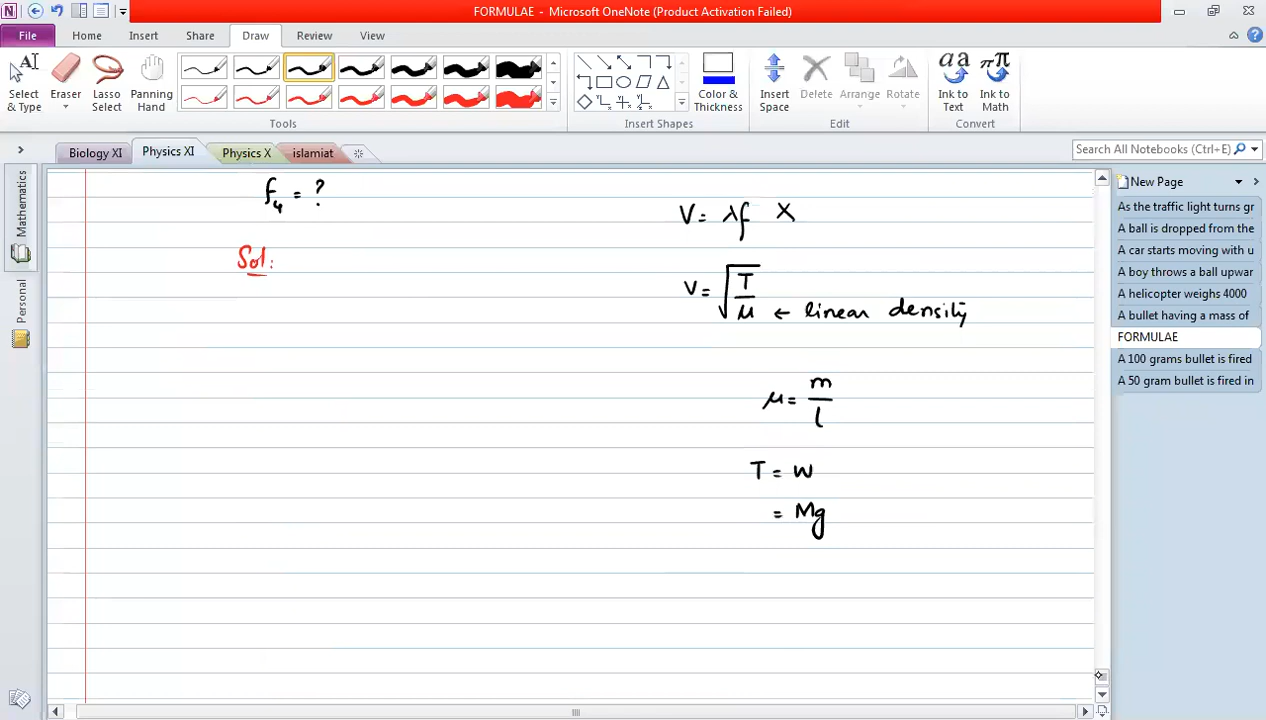 FORMULAE - Microsoft OneNote (Product Activation Failed)
File Home Insert Share Draw Review View
Select & Type
Eraser
Lasso Select
Panning Hand
Color & Thickness
Insert Space
Delete
Arrange
Rotate
Ink to Text
Ink to Math
Tools
Insert Shapes
Edit
Convert
Biology XI Physics XI Physics X islamiat
Search All Notebooks (Ctrl+E)
Mathematics
Personal
f₄ = ?
Sol:
V = λf X
V = √(T/μ) ← linear density
μ = m/l
T = W
= Mg
New Page
As the traffic light turns gr
A ball is dropped from the
A car starts moving with u
A boy throws a ball upwar
A helicopter weighs 4000
A bullet having a mass of
FORMULAE
A 100 grams bullet is fired
A 50 gram bullet is fired in